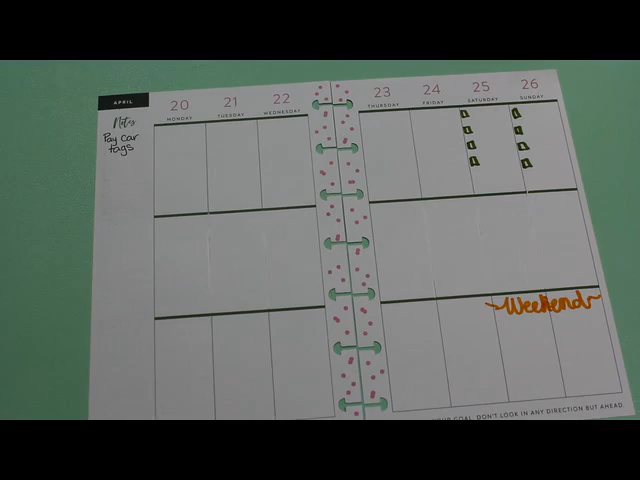 APRIL
Notes
Pay car
tags
20
MONDAY
21
TUESDAY
22
WEDNESDAY
23
THURSDAY
24
FRIDAY
25
SATURDAY
26
SUNDAY
~Weekend~
YOUR GOAL. DON'T LOOK IN ANY DIRECTION BUT AHEAD.